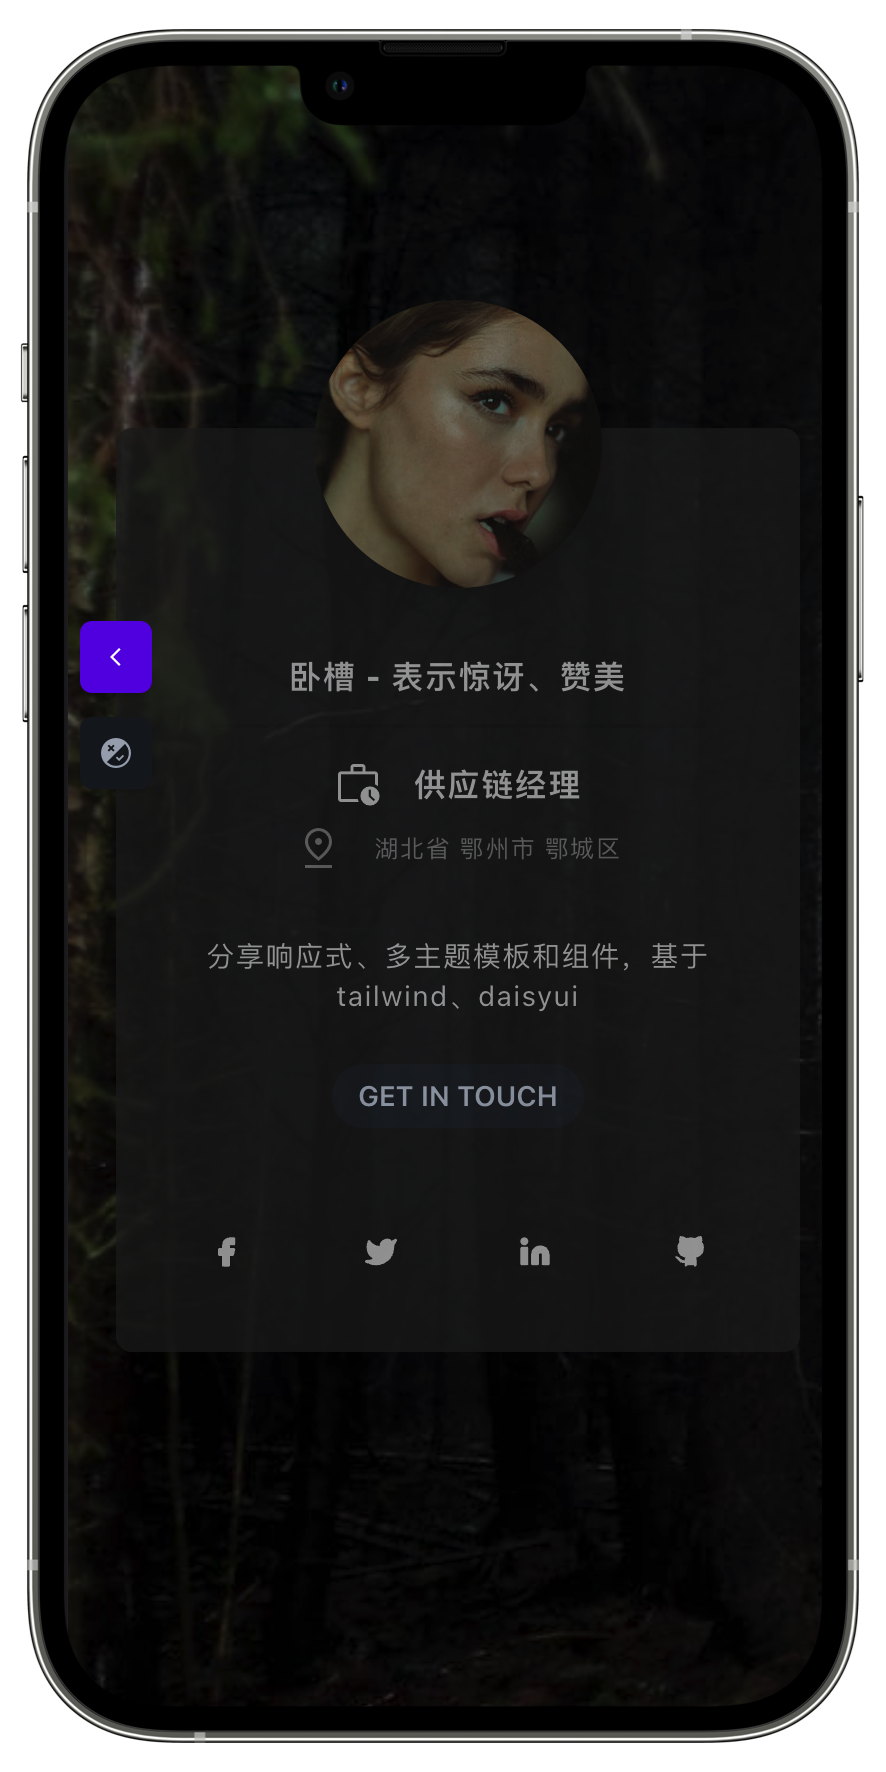 卧槽 - 表示惊讶、赞美
供应链经理
湖北省 鄂州市 鄂城区
分享响应式、多主题模板和组件，基于
tailwind、daisyui
GET IN TOUCH